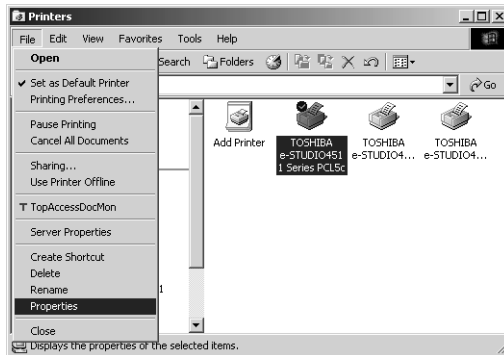 Printers
File Edit View Favorites Tools Help
Search Folders
Go
Open
Set as Default Printer
Printing Preferences...
Pause Printing
Cancel All Documents
Sharing...
Use Printer Offline
TopAccessDocMon
Server Properties
Create Shortcut
Delete
Rename
Properties
Close
1
Add Printer
TOSHIBA
e-STUDIO451
1 Series PCL5c
TOSHIBA
e-STUDIO4...
TOSHIBA
e-STUDIO4...
Displays the properties of the selected items.